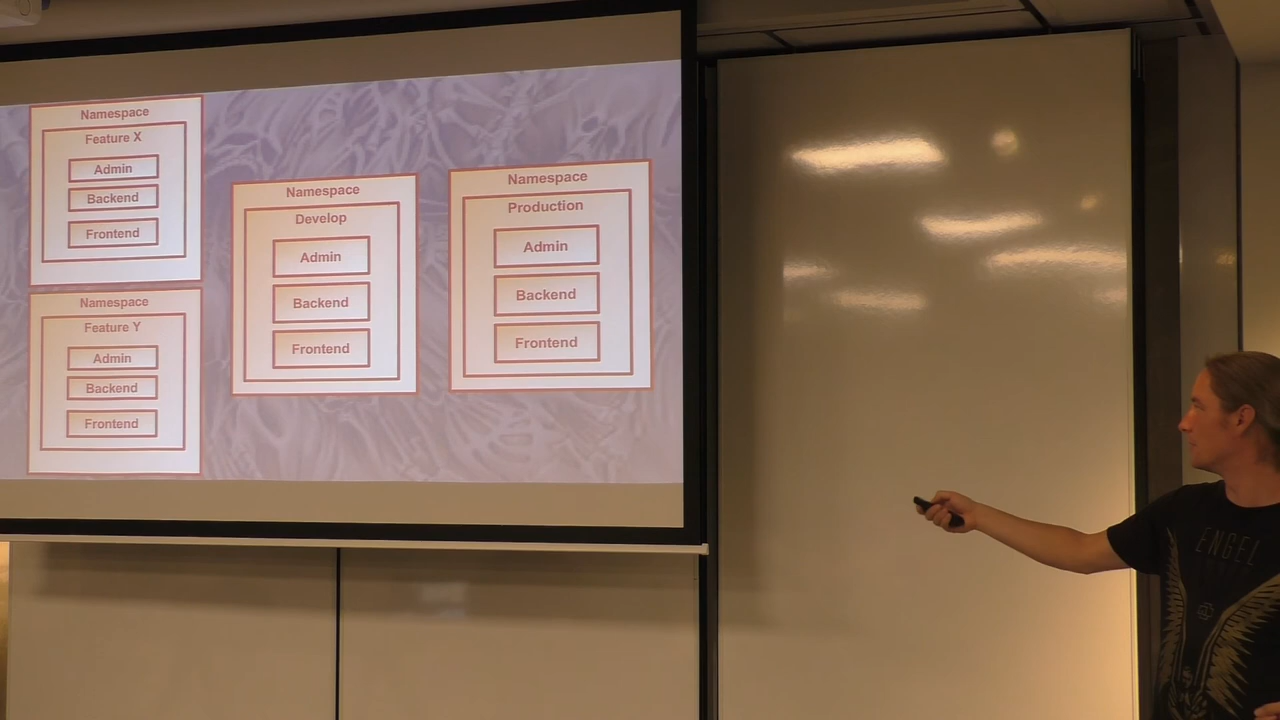 Namespace
Feature X
Admin
Backend
Frontend
Namespace
Feature Y
Admin
Backend
Frontend
Namespace
Develop
Admin
Backend
Frontend
Namespace
Production
Admin
Backend
Frontend
ENGEL